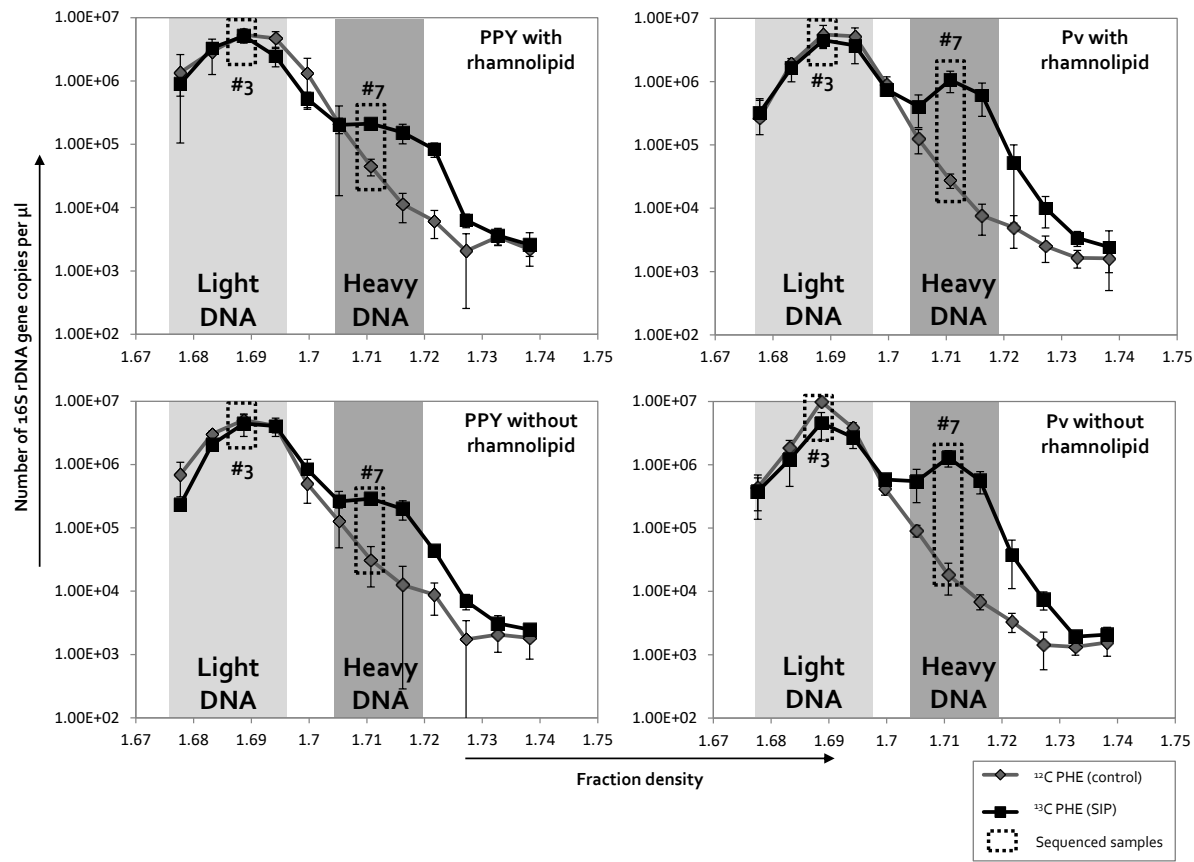 1.00E+07
1.00E+06
1.00E+05
1.00E+04
1.00E+03
1.00E+02
PPY with
rhamnolipid
#3
#7
Light
DNA
Heavy
DNA
1.67 1.68 1.69 1.7 1.71 1.72 1.73 1.74 1.75
1.00E+07
1.00E+06
1.00E+05
1.00E+04
1.00E+03
1.00E+02
Pv with
rhamnolipid
#3
#7
Light
DNA
Heavy
DNA
1.67 1.68 1.69 1.7 1.71 1.72 1.73 1.74 1.75
Number of 16S rDNA gene copies per µl
1.00E+07
1.00E+06
1.00E+05
1.00E+04
1.00E+03
1.00E+02
PPY without
rhamnolipid
#3
#7
Light
DNA
Heavy
DNA
1.67 1.68 1.69 1.7 1.71 1.72 1.73 1.74 1.75
1.00E+07
1.00E+06
1.00E+05
1.00E+04
1.00E+03
1.00E+02
Pv without
rhamnolipid
#3
#7
Light
DNA
Heavy
DNA
1.67 1.68 1.69 1.7 1.71 1.72 1.73 1.74 1.75
Fraction density
¹²C PHE (control)
¹³C PHE (SIP)
Sequenced samples